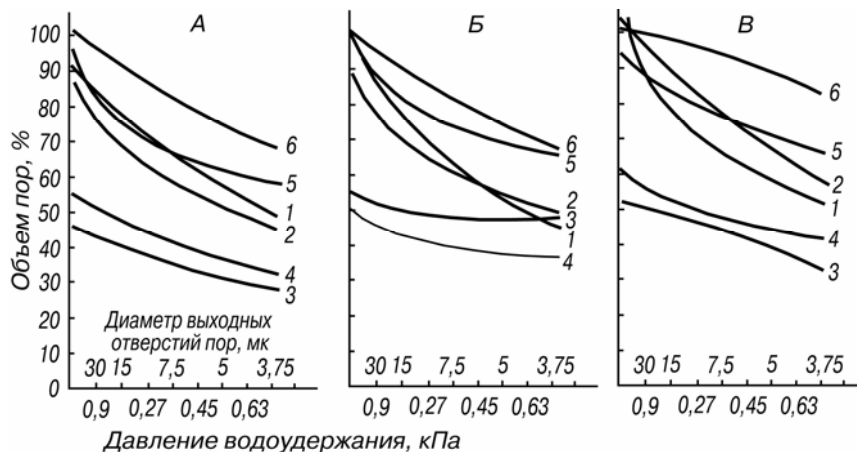 А
Б
В
Объем пор, %
100
90
80
70
60
50
40
30
20
10
0
6
5
1
2
4
3
6
5
2
3
1
4
6
5
2
1
4
3
Диаметр выходных
отверстий пор, мк
30 15 7,5 5 3,75
30 15 7,5 5 3,75
30 15 7,5 5 3,75
0,9 0,27 0,45 0,63
0,9 0,27 0,45 0,63
0,9 0,27 0,45 0,63
Давление водоудержания, кПа